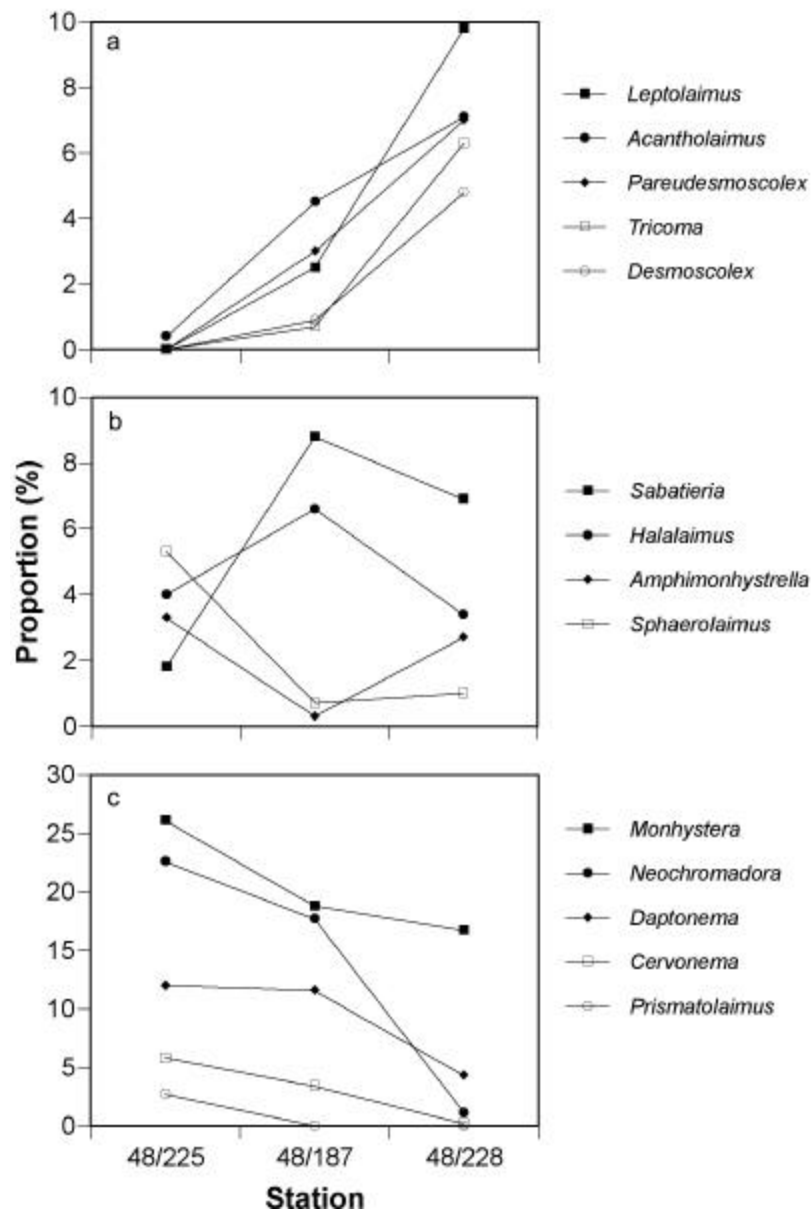 a
10
8
6
4
2
0
Leptolaimus
Acantholaimus
Pareudesmoscolex
Tricoma
Desmoscolex
Proportion (%)
b
10
8
6
4
2
0
Sabatieria
Halalaimus
Amphimonhystrella
Sphaerolaimus
c
30
25
20
15
10
5
0
Monhystera
Neochromadora
Daptonema
Cervonema
Prismatolaimus
48/225 48/187 48/228
Station